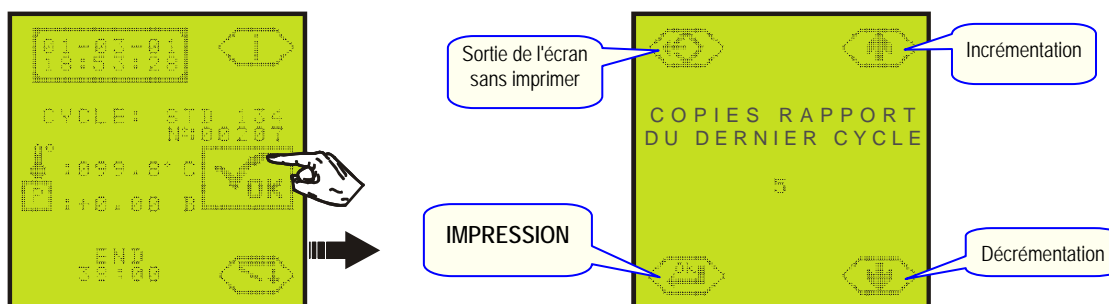 01-03-01
18:53:28
i
CYCLE: STD 134
N°:00207
:099.8° C
OK
P
:+0.00 B
END
38:00
Sortie de l'écran
sans imprimer
Incrémentation
COPIES RAPPORT
DU DERNIER CYCLE
5
IMPRESSION
Décrémentation
OK